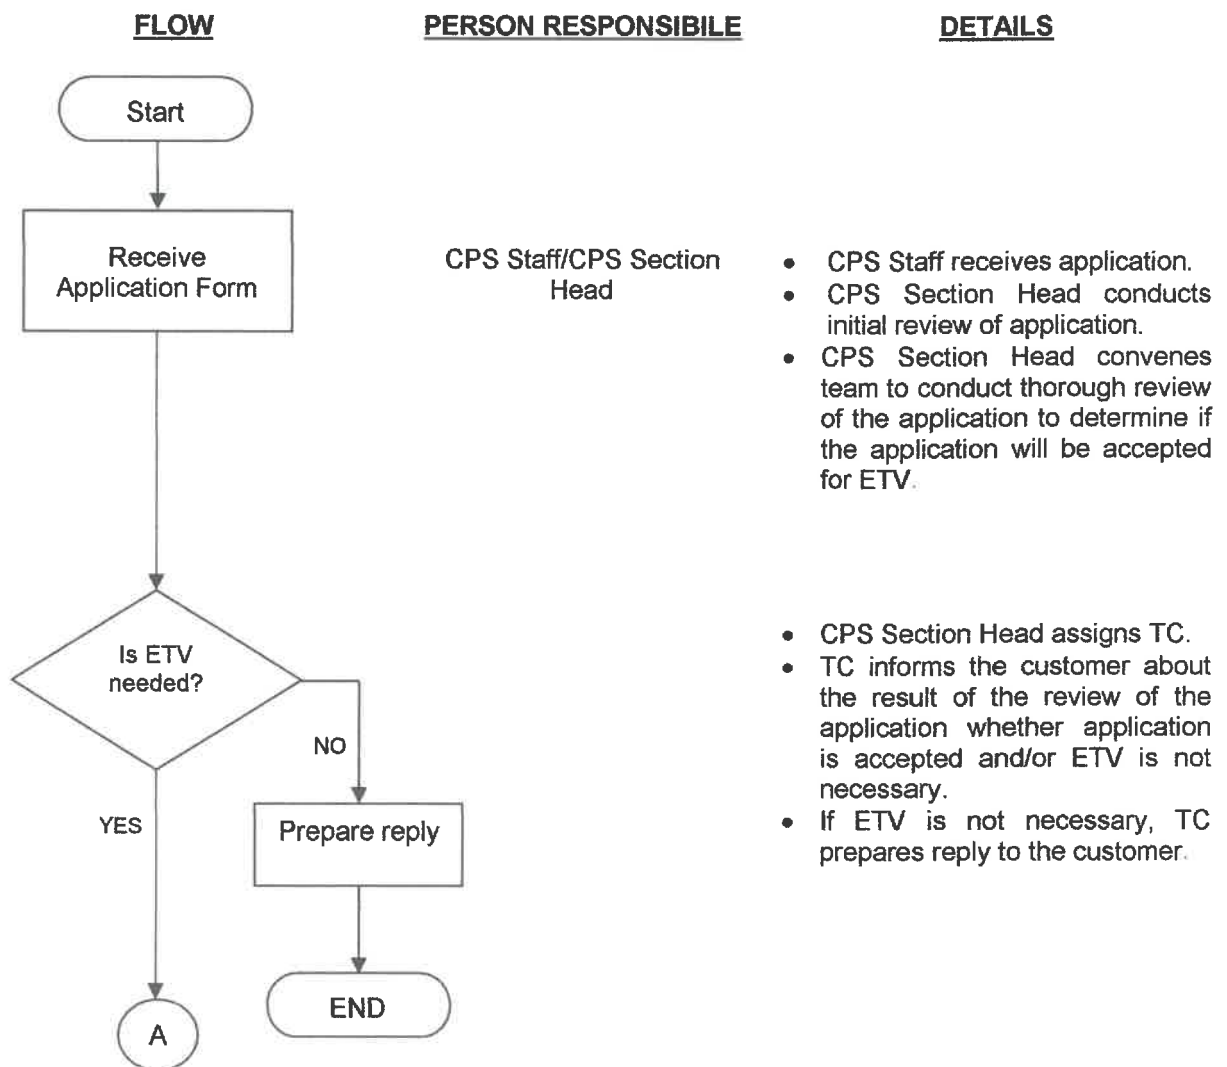 FLOW
PERSON RESPONSIBILE
DETAILS
Start
Receive
Application Form
CPS Staff/CPS Section
Head
• CPS Staff receives application.
• CPS Section Head conducts
initial review of application.
• CPS Section Head convenes
team to conduct thorough review
of the application to determine if
the application will be accepted
for ETV.
Is ETV
needed?
NO
YES
Prepare reply
END
A
• CPS Section Head assigns TC.
• TC informs the customer about
the result of the review of the
application whether application
is accepted and/or ETV is not
necessary.
• If ETV is not necessary, TC
prepares reply to the customer.